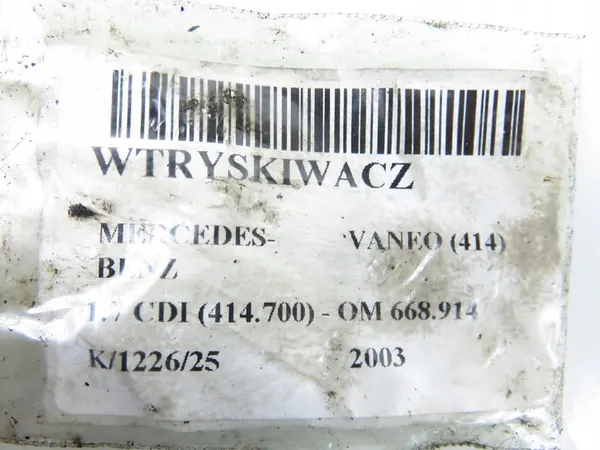 WTRYSKIWACZ
MERCEDES- VANEO (414)
BENZ
1.7 CDI (414.700) - OM 668.914
K/1226/25 2003